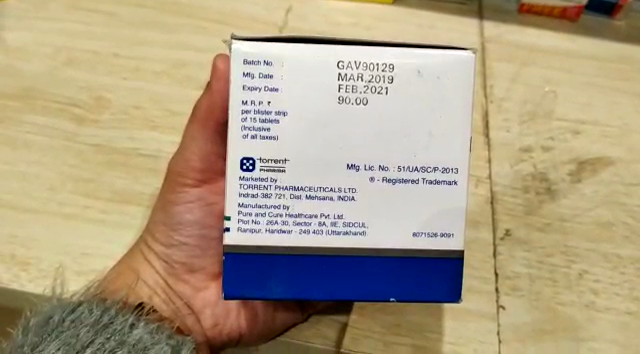 Batch No. : GAV90129
Mfg. Date : MAR.2019
Expiry Date : FEB.2021
M. R. P. ₹ 90.00
per blister strip
of 15 tablets
(Inclusive
of all taxes)
torrent
PHARMA
Mfg. Lic. No. : 51/UA/SC/P-2013
® - Registered Trademark
Marketed by :
TORRENT PHARMACEUTICALS LTD.
Indrad-382 721, Dist. Mehsana, INDIA.
Manufactured by :
Pure and Cure Healthcare Pvt. Ltd.
Plot No : 26A-30, Sector - 8A, IIE, SIDCUL,
Ranipur, Haridwar - 249 403 (Uttarakhand).
8071526-9091